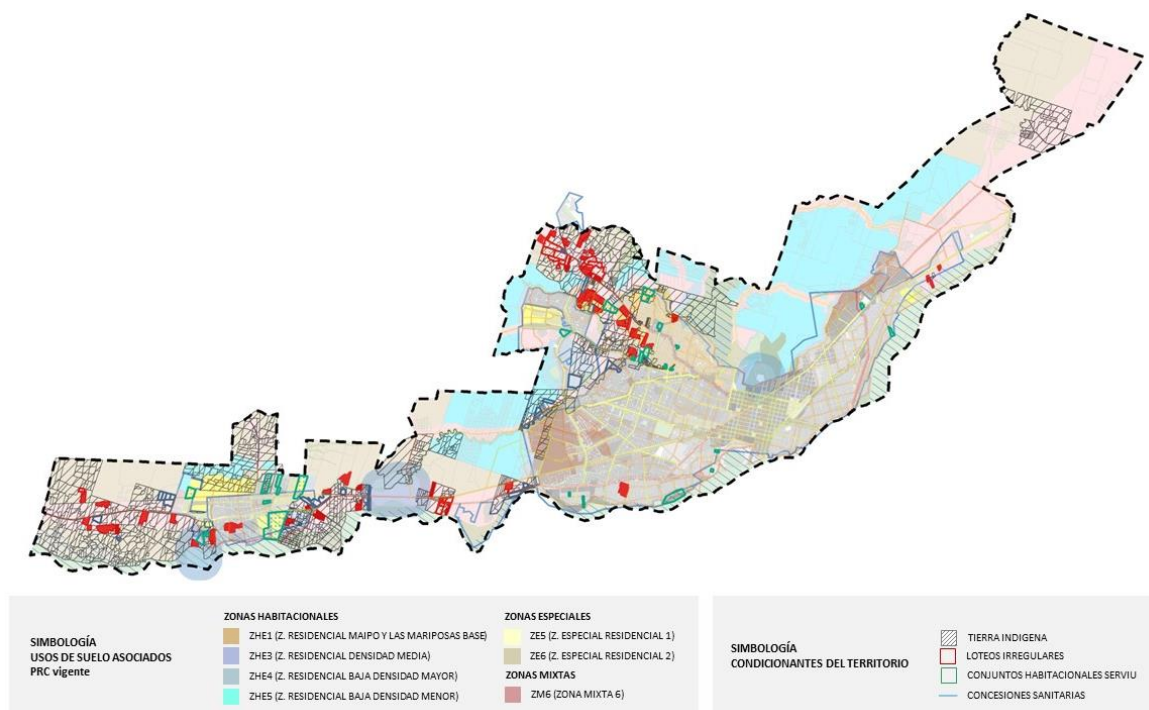 SIMBOLOGÍA
USOS DE SUELO ASOCIADOS
PRC vigente
ZONAS HABITACIONALES
ZHE1 (Z. RESIDENCIAL MAIPO Y LAS MARIPOSAS BASE)
ZHE3 (Z. RESIDENCIAL DENSIDAD MEDIA)
ZHE4 (Z. RESIDENCIAL BAJA DENSIDAD MAYOR)
ZHE5 (Z. RESIDENCIAL BAJA DENSIDAD MENOR)
ZONAS ESPECIALES
ZE5 (Z. ESPECIAL RESIDENCIAL 1)
ZE6 (Z. ESPECIAL RESIDENCIAL 2)
ZONAS MIXTAS
ZM6 (ZONA MIXTA 6)
SIMBOLOGÍA
CONDICIONANTES DEL TERRITORIO
TIERRA INDIGENA
LOTEOS IRREGULARES
CONJUNTOS HABITACIONALES SERVIU
CONCESIONES SANITARIAS